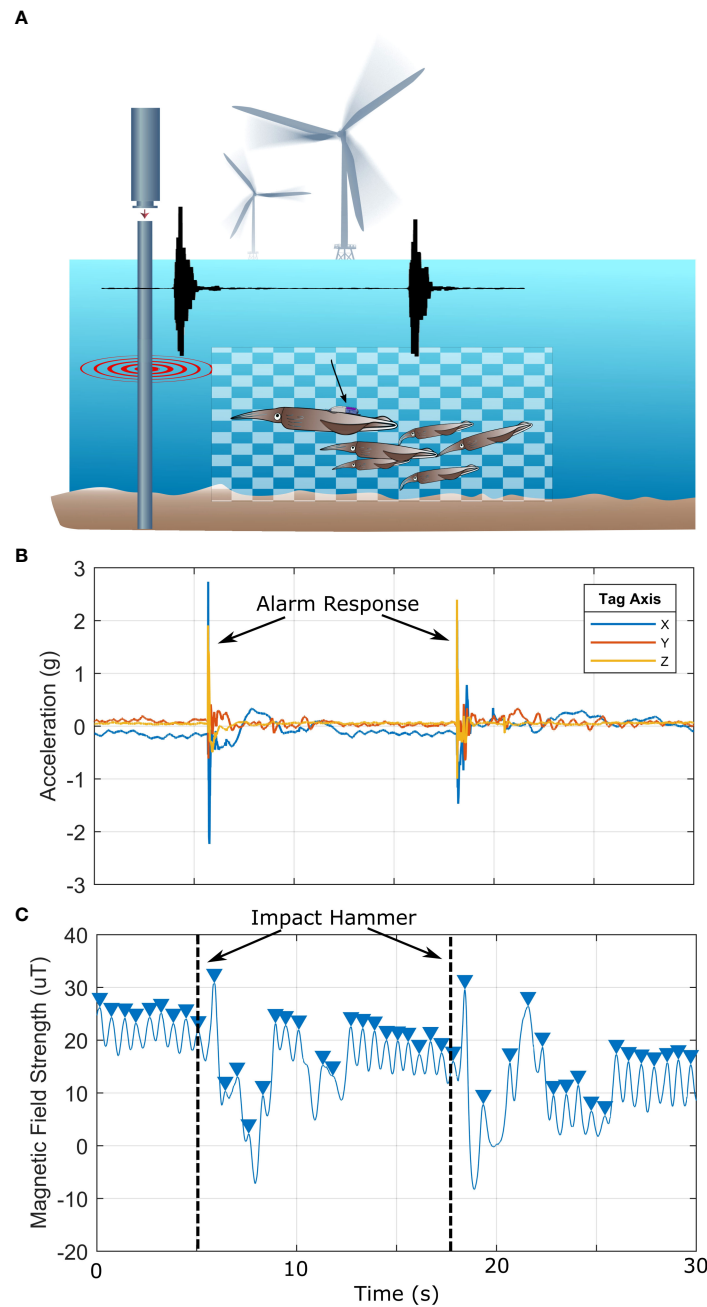 A
B
3
2
1
0
-1
-2
-3
Acceleration (g)
Alarm Response
Tag Axis
X
Y
Z
C
Impact Hammer
40
30
20
10
0
-10
-20
Magnetic Field Strength (uT)
0
10
20
30
Time (s)